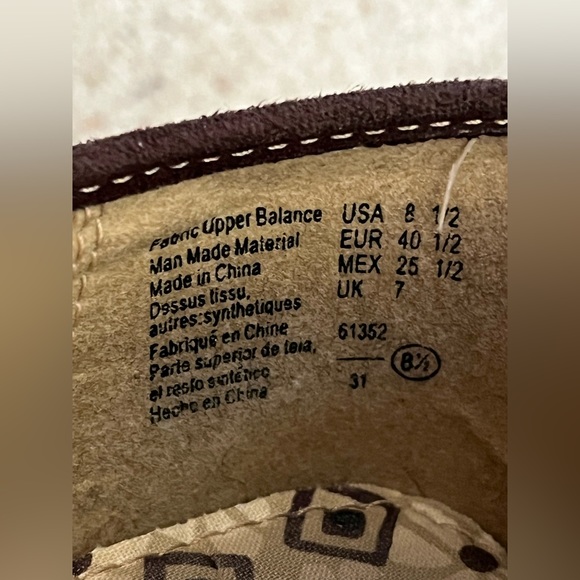 Fabric Upper Balance
Man Made Material
Made in China
Dessus tissu,
autres:synthetiques
Fabriqué en Chine
Parte superior de tela,
el resto sintético
Hecho en China
USA 8 1/2
EUR 40 1/2
MEX 25 1/2
UK 7
61352
31
8½